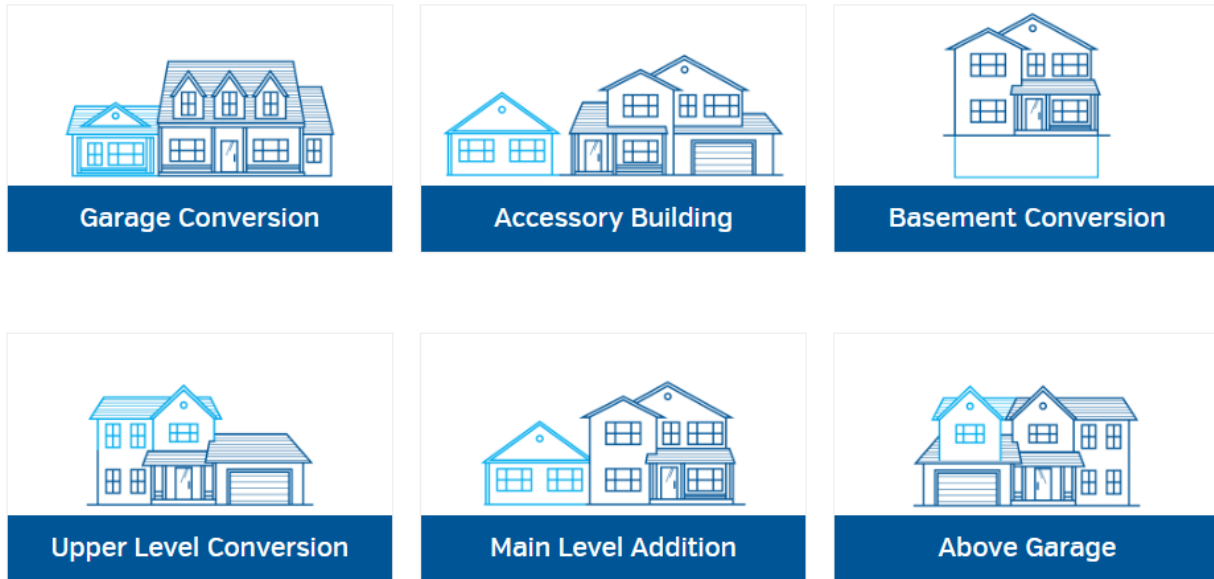 Garage Conversion
Accessory Building
Basement Conversion
Upper Level Conversion
Main Level Addition
Above Garage